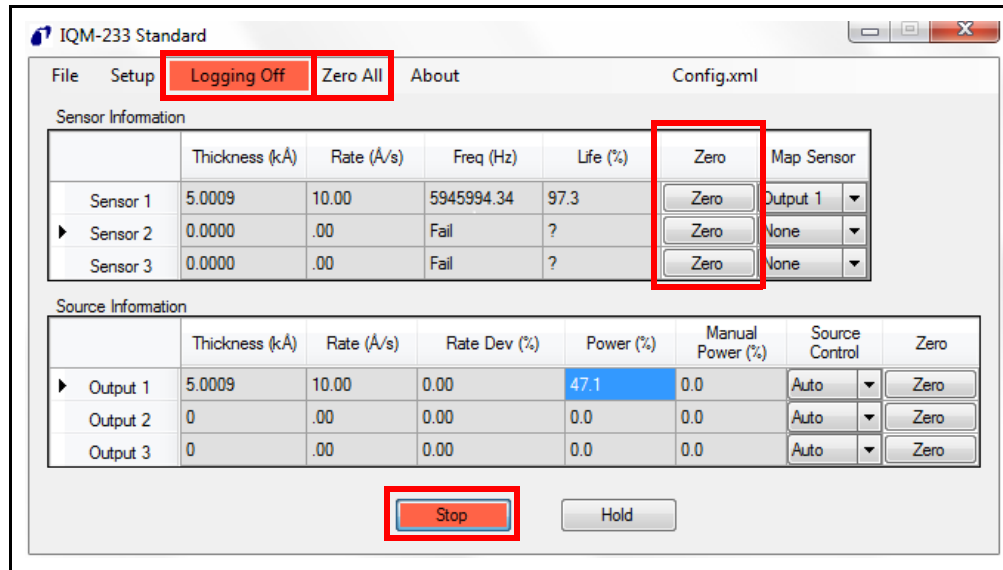 IQM-233 Standard
File Setup Logging Off Zero All About Config.xml
Sensor Information
Thickness (kÅ) Rate (Å/s) Freq (Hz) Life (%) Zero Map Sensor
Sensor 1 5.0009 10.00 5945994.34 97.3 Zero Output 1
Sensor 2 0.0000 .00 Fail ? Zero None
Sensor 3 0.0000 .00 Fail ? Zero None
Source Information
Thickness (kÅ) Rate (Å/s) Rate Dev (%) Power (%) Manual Power (%) Source Control Zero
Output 1 5.0009 10.00 0.00 47.1 0.0 Auto Zero
Output 2 0 .00 0.00 0.0 0.0 Auto Zero
Output 3 0 .00 0.00 0.0 0.0 Auto Zero
Stop Hold